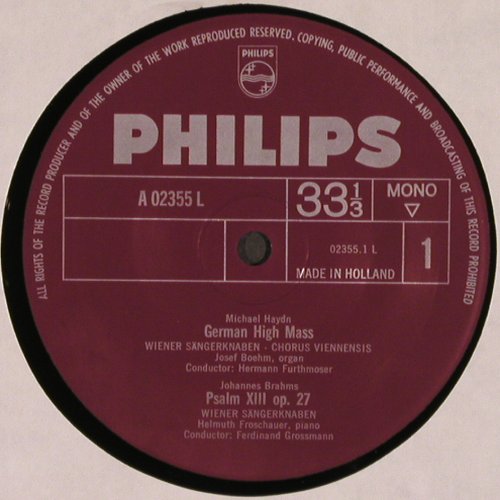 ALL RIGHTS OF THE RECORD PRODUCER AND OF THE OWNER OF THE WORK REPRODUCED RESERVED. COPYING, PUBLIC PERFORMANCE AND BROADCASTING OF THIS RECORD PROHIBITED
PHILIPS
PHILIPS
A 02355 L
33 1/3
MONO
02355.1 L
1
MADE IN HOLLAND
Michael Haydn
German High Mass
WIENER SÄNGERKNABEN - CHORUS VIENNENSIS
Josef Boehm, organ
Conductor: Hermann Furthmoser
Johannes Brahms
Psalm XIII op. 27
WIENER SÄNGERKNABEN
Helmuth Froschauer, piano
Conductor: Ferdinand Grossmann